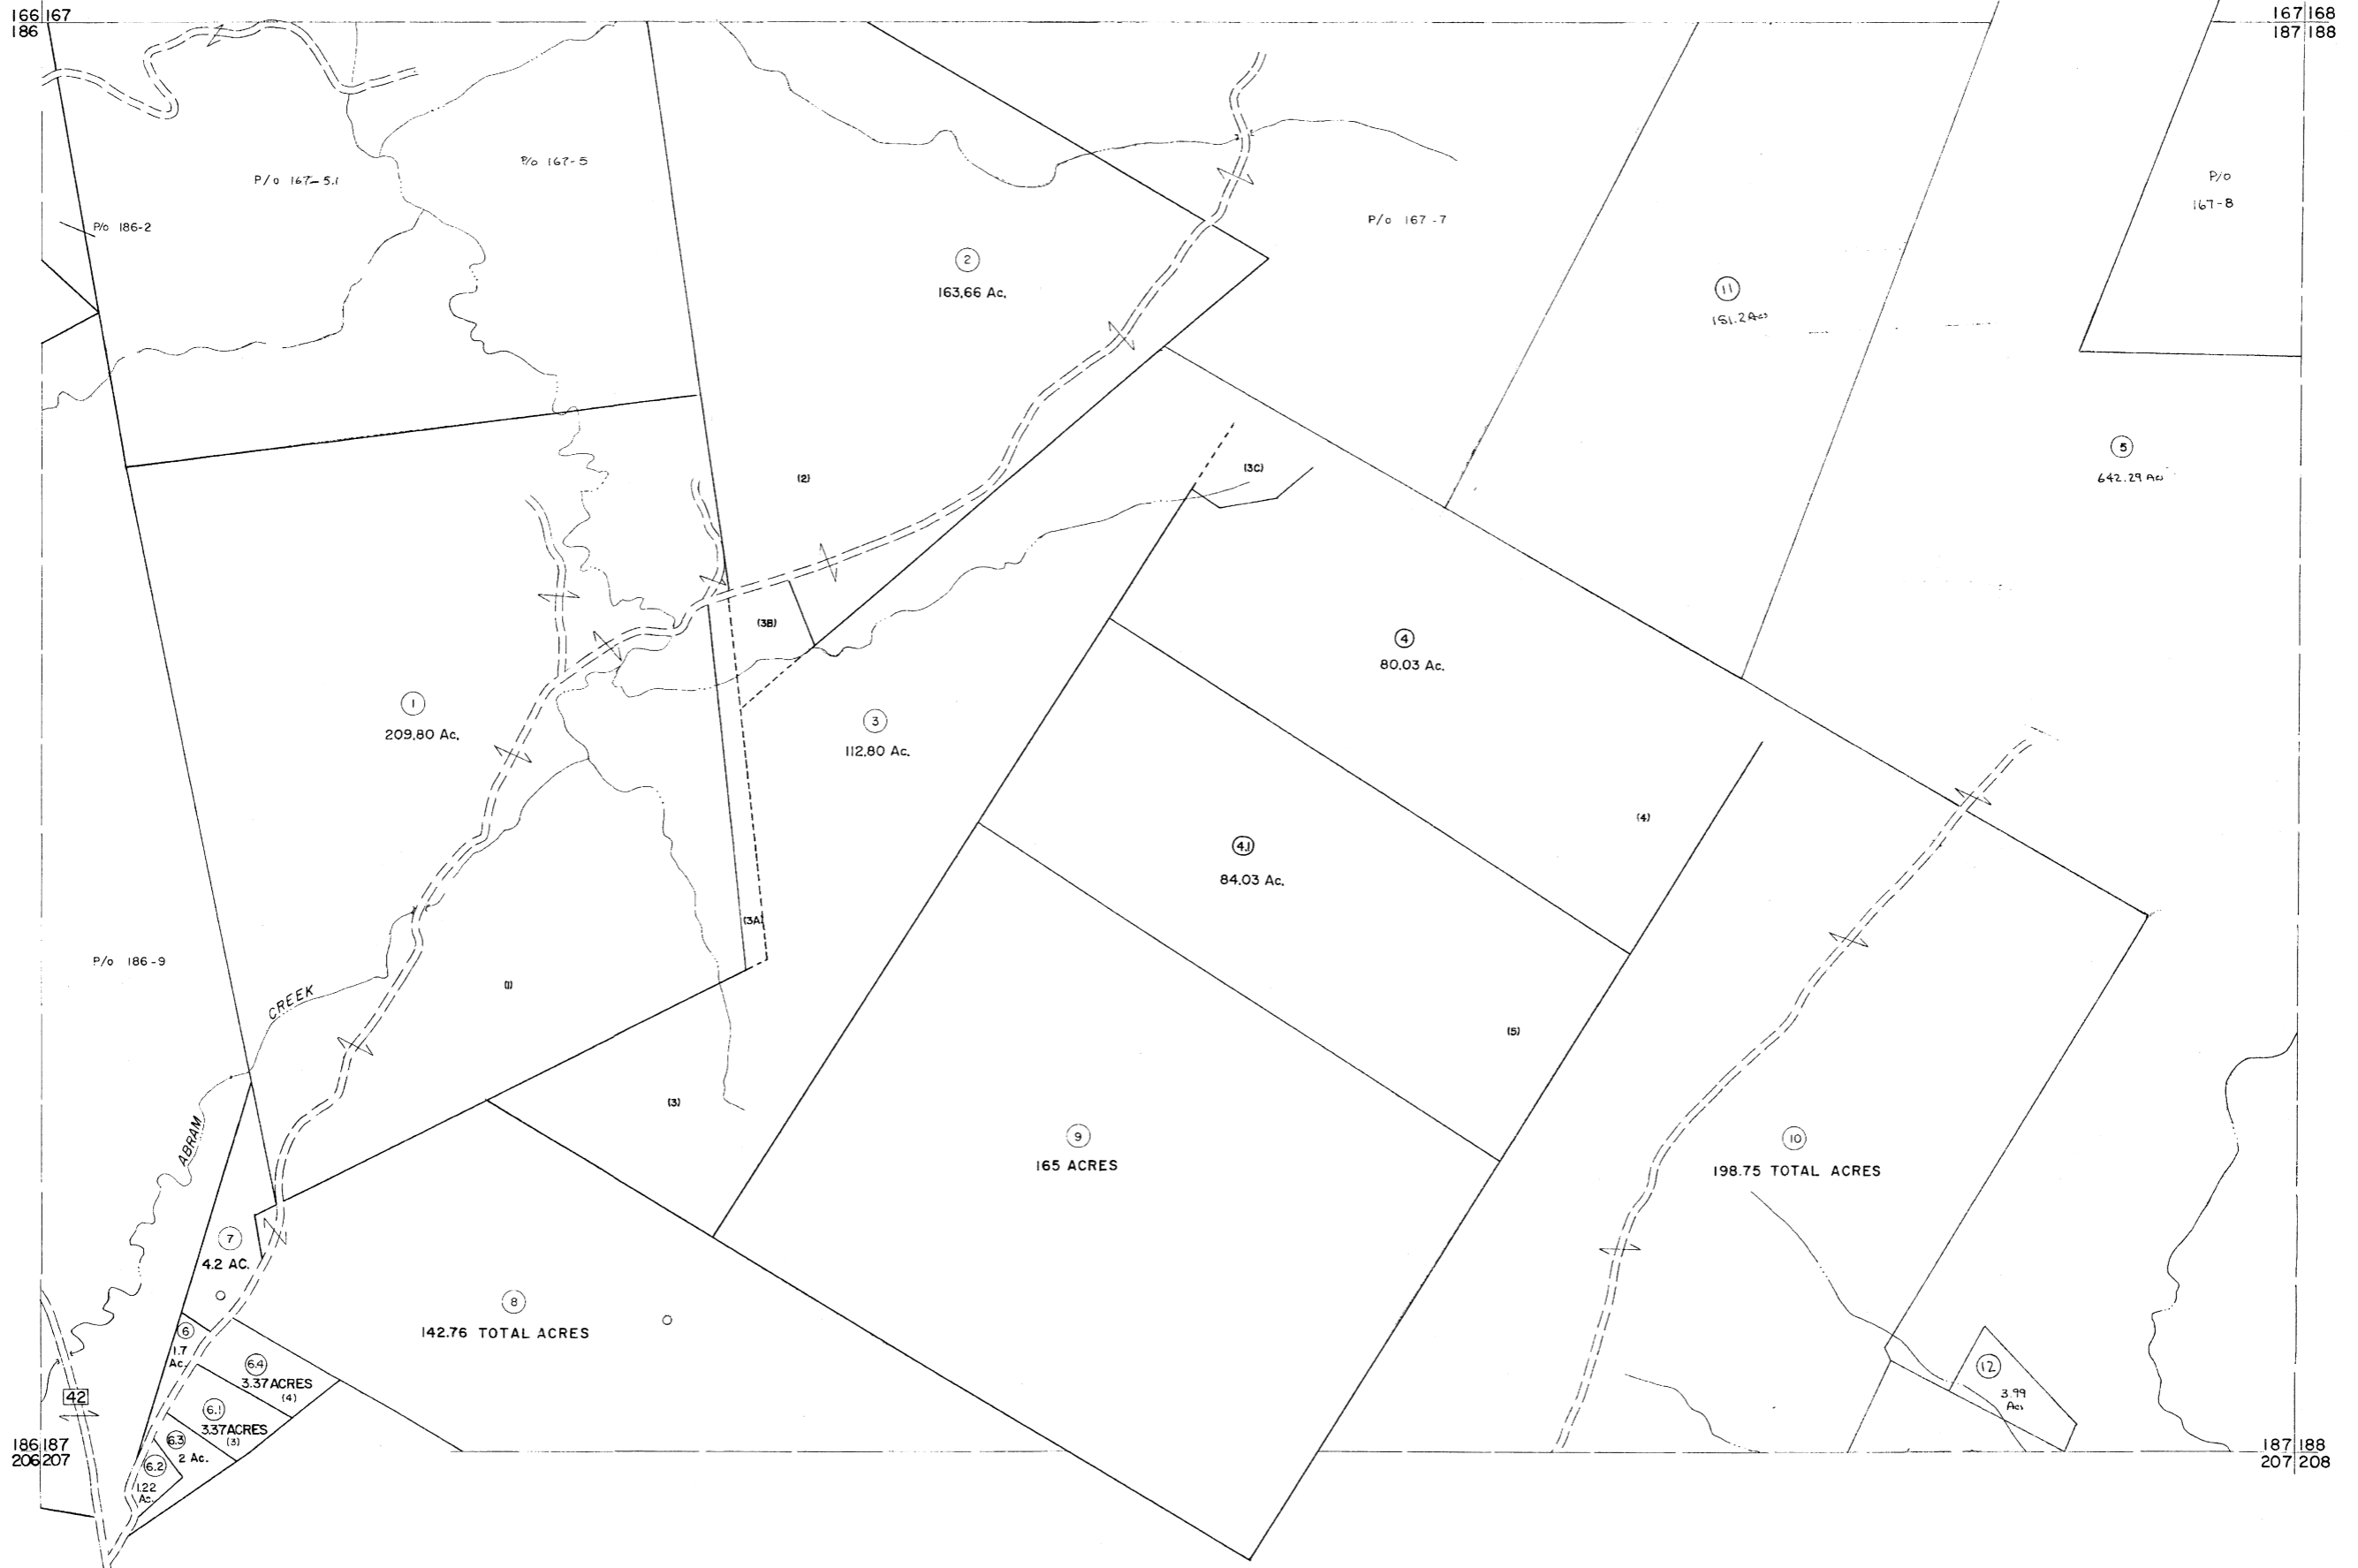 166 167
186
167 168
187 188
P/o 167-5
P/o 167-5.1
P/o
167-8
P/o 186-2
P/o 167-7
2
163.66 Ac.
11
5
642.29 Ac
(3C)
(2)
(3B)
4
80.03 Ac.
1
209.80 Ac.
3
112.80 Ac.
(4)
4.1
84.03 Ac.
(3A)
P/o 186-9
(1)
CREEK
(5)
(3)
ABRAM
9
165 ACRES
10
198.75 TOTAL ACRES
7
4.2 AC.
8
142.76 TOTAL ACRES
6
1.7
Ac.
6.4
3.37 ACRES
(4)
12
3.99
Ac.
42
6.1
3.37 ACRES
(3)
6.3
2 Ac.
6.2
1.22
Ac.
186 187
206 207
187 188
207 208